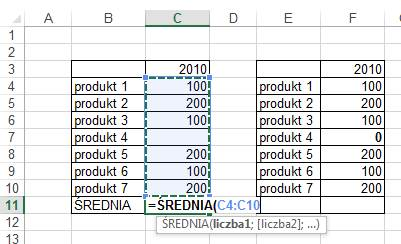 A B C D E F
1
2
3 2010 2010
4 produkt 1 100 produkt 1 100
5 produkt 2 200 produkt 2 200
6 produkt 3 100 produkt 3 100
7 produkt 4 produkt 4 0
8 produkt 5 200 produkt 5 200
9 produkt 6 100 produkt 6 100
10 produkt 7 200 produkt 7 200
11 ŚREDNIA =ŚREDNIA(C4:C10
12 ŚREDNIA(liczba1; [liczba2]; ...)
13